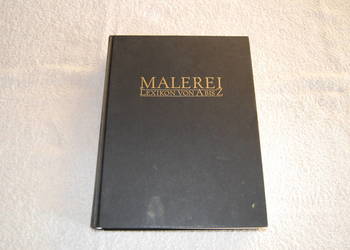 MALEREI
LEXIKON VON A BIS Z